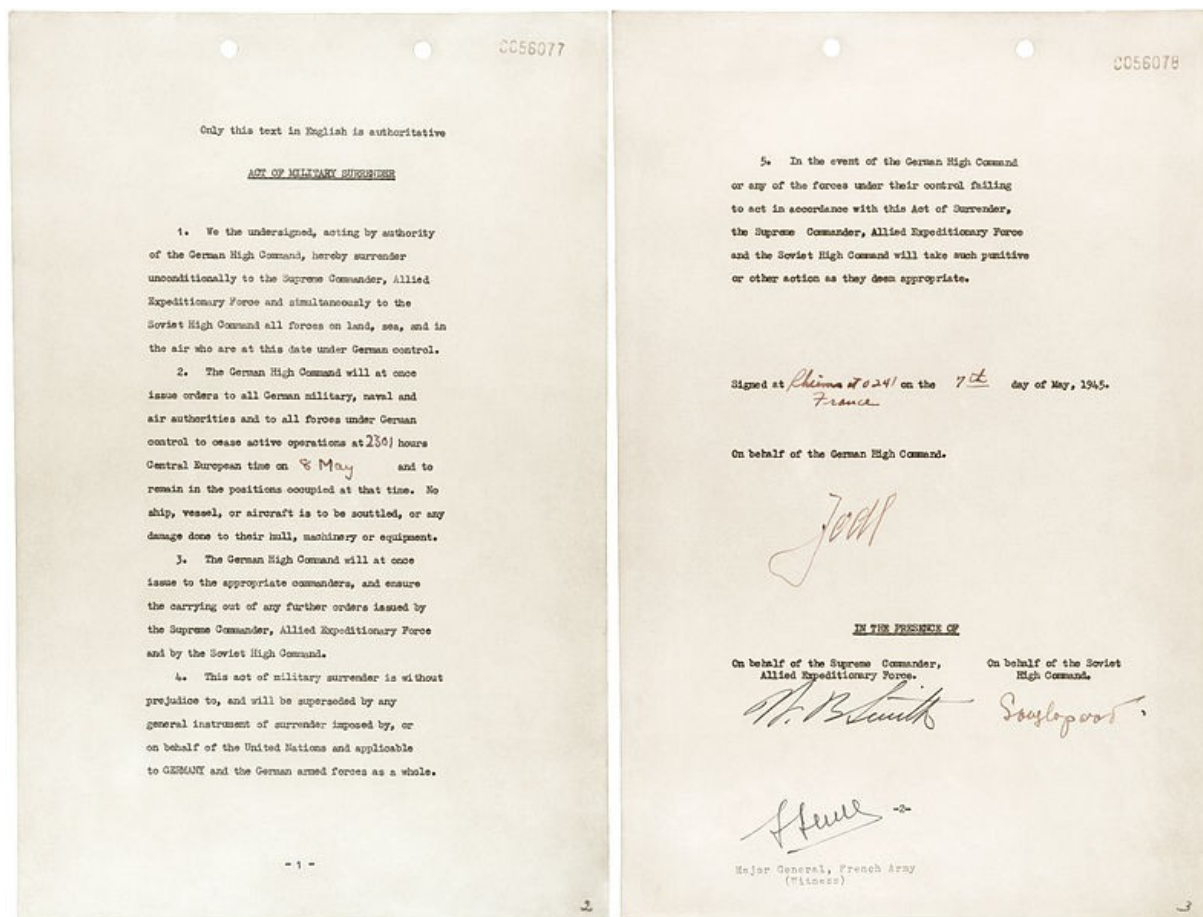 CC56077
Only this text in English is authoritative
ACT OF MILITARY SURRENDER
1. We the undersigned, acting by authority
of the German High Command, hereby surrender
unconditionally to the Supreme Commander, Allied
Expeditionary Force and simultaneously to the
Soviet High Command all forces on land, sea, and in
the air who are at this date under German control.
2. The German High Command will at once
issue orders to all German military, naval and
air authorities and to all forces under German
control to cease active operations at 2301 hours
Central European time on 8 May and to
remain in the positions occupied at that time. No
ship, vessel, or aircraft is to be scuttled, or any
damage done to their hull, machinery or equipment.
3. The German High Command will at once
issue to the appropriate commanders, and ensure
the carrying out of any further orders issued by
the Supreme Commander, Allied Expeditionary Force
and by the Soviet High Command.
4. This act of military surrender is without
prejudice to, and will be superseded by any
general instrument of surrender imposed by, or
on behalf of the United Nations and applicable
to GERMANY and the German armed forces as a whole.
- 1 -
2
CC56078
5. In the event of the German High Command
or any of the forces under their control failing
to act in accordance with this Act of Surrender,
the Supreme Commander, Allied Expeditionary Force
and the Soviet High Command will take such punitive
or other action as they deem appropriate.
Signed at Rheims at 0241 on the 7th day of May, 1945.
France
On behalf of the German High Command.
Jodl
IN THE PRESENCE OF
On behalf of the Supreme Commander,
Allied Expeditionary Force.
W. B. Smith
On behalf of the Soviet
High Command.
-2-
Major General, French Army
(Witness)
3